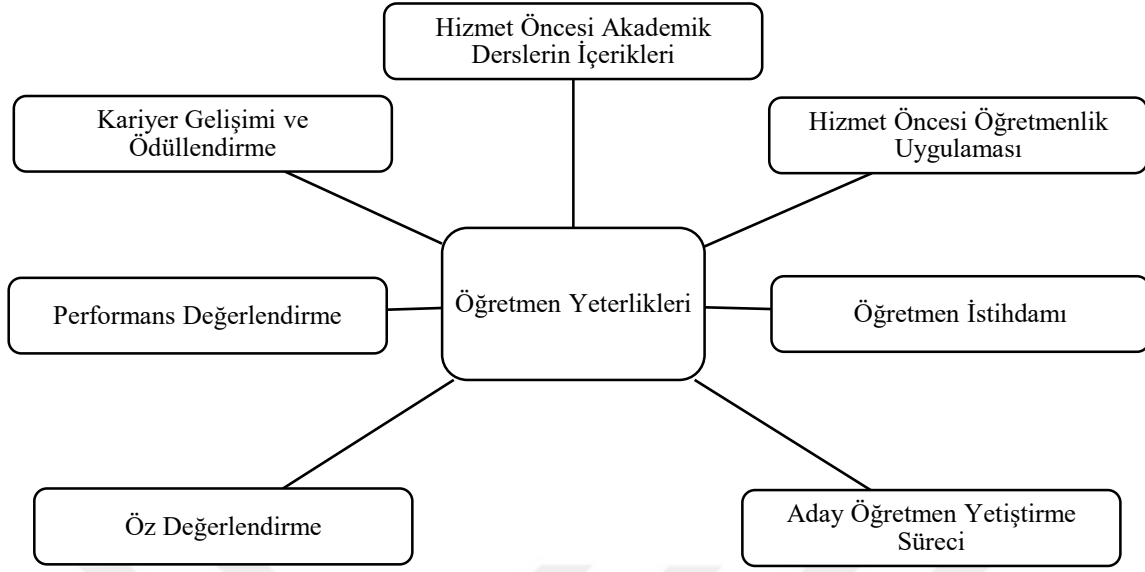 Hizmet Öncesi Akademik
Derslerin İçerikleri
Kariyer Gelişimi ve
Ödüllendirme
Hizmet Öncesi Öğretmenlik
Uygulaması
Performans Değerlendirme
Öğretmen Yeterlikleri
Öğretmen İstihdamı
Öz Değerlendirme
Aday Öğretmen Yetiştirme
Süreci